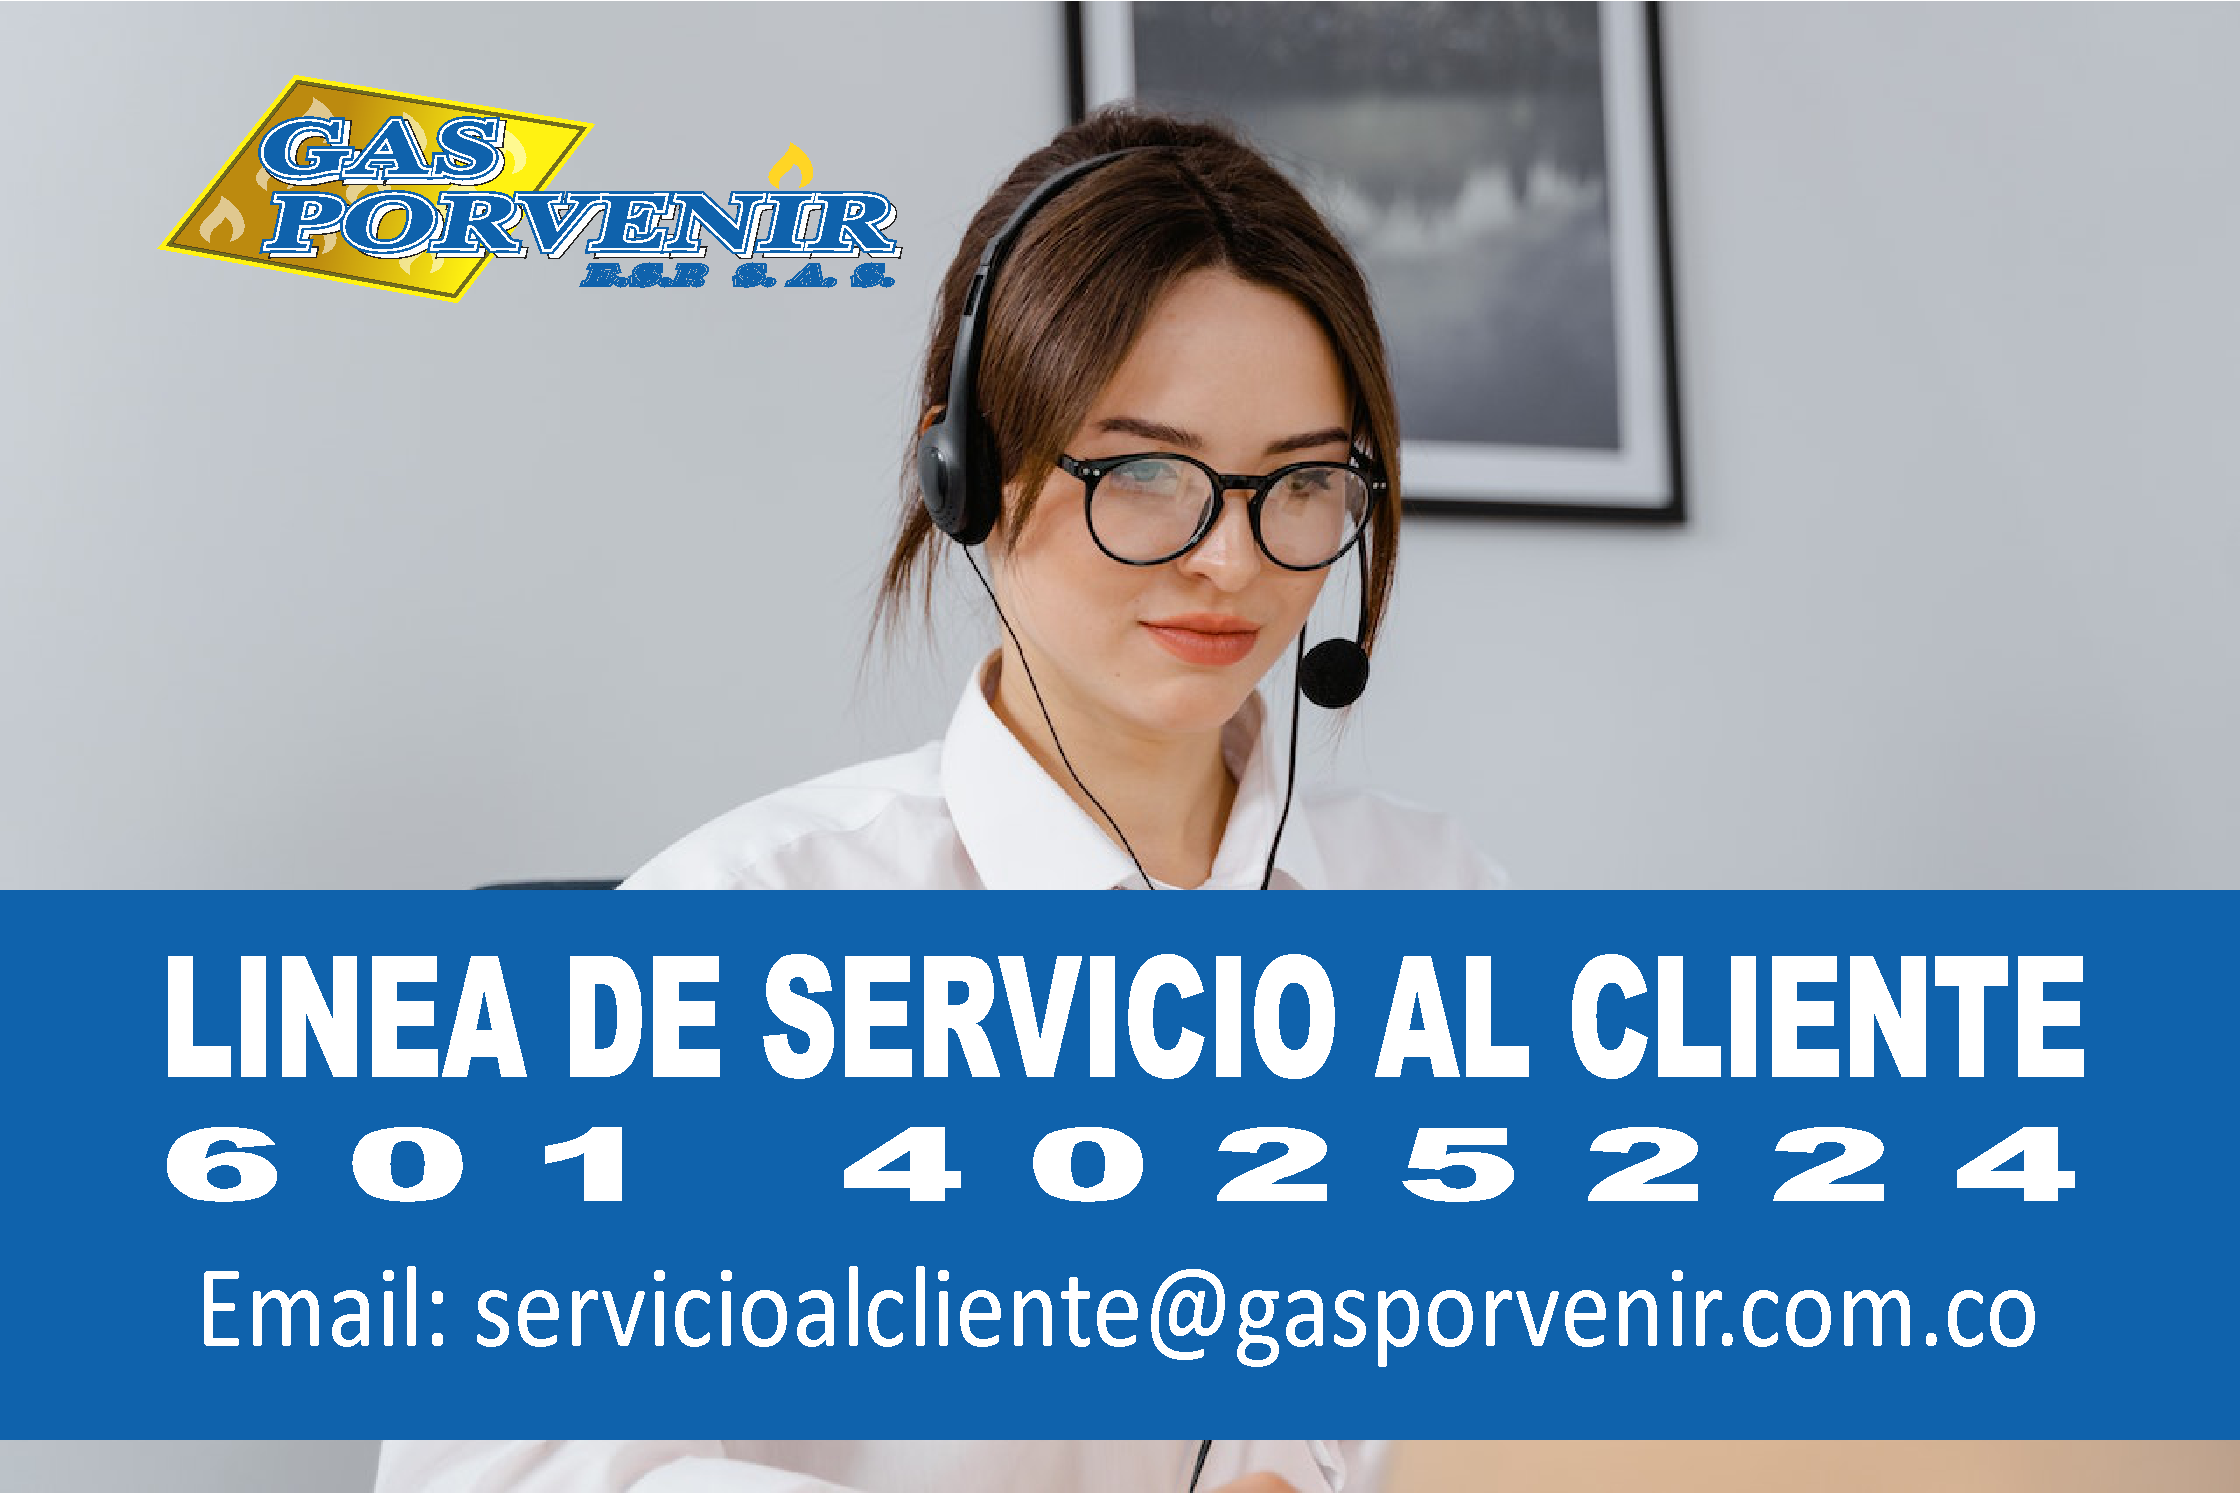 GAS
PORVENIR
E.S.P S. A. S.
LINEA DE SERVICIO AL CLIENTE
601 4025224
Email: servicioalcliente@gasporvenir.com.co